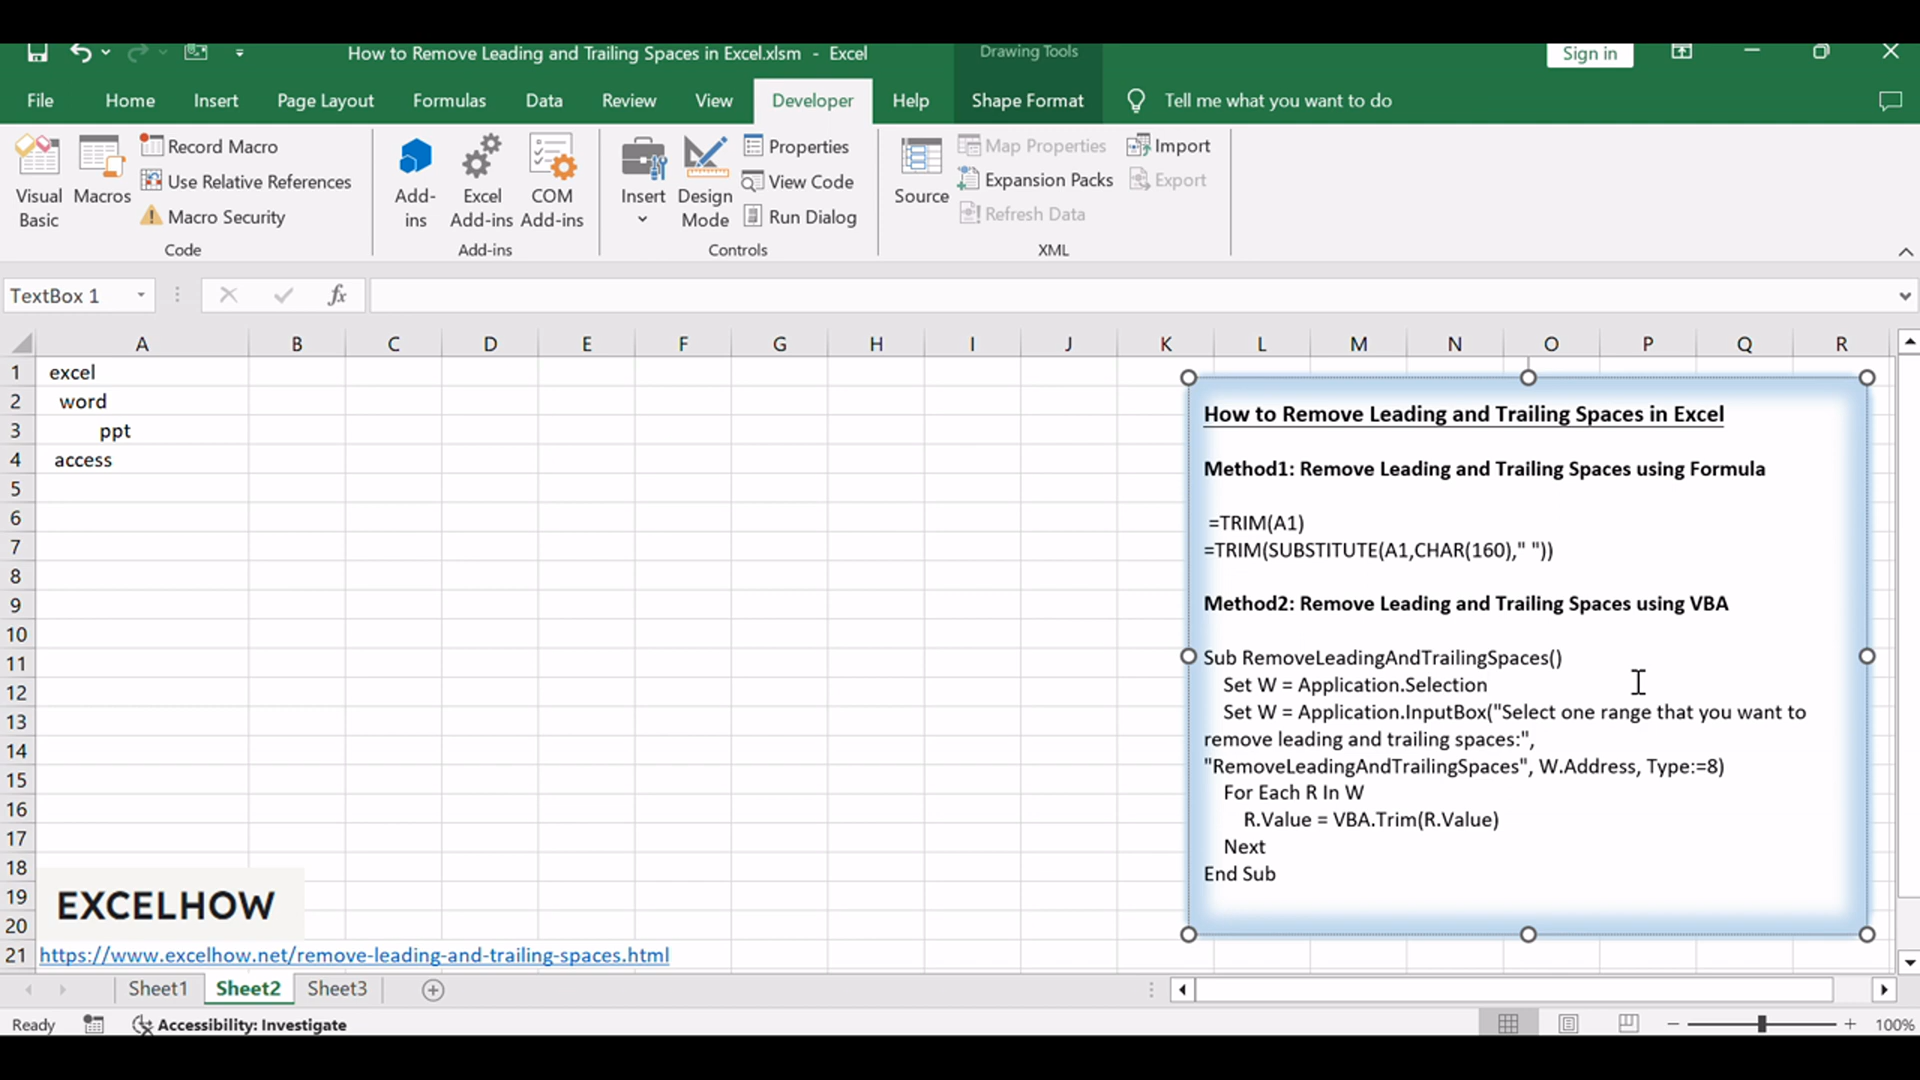 How to Remove Leading and Trailing Spaces in Excel.xlsm - Excel
Drawing Tools
Sign in
File Home Insert Page Layout Formulas Data Review View Developer Help Shape Format Tell me what you want to do
Visual Basic
Macros
Record Macro
Use Relative References
Macro Security
Code
Add-ins
Excel Add-ins
COM Add-ins
Add-ins
Insert
Design Mode
Properties
View Code
Run Dialog
Controls
Source
Map Properties
Expansion Packs
Refresh Data
Import
Export
XML
TextBox 1
fx
A B C D E F G H I J K L M N O P Q R
1 excel
2 word
3 ppt
4 access
5
6
7
8
9
10
11
12
13
14
15
16
17
18
19
20
21 https://www.excelhow.net/remove-leading-and-trailing-spaces.html
EXCELHOW
How to Remove Leading and Trailing Spaces in Excel
Method1: Remove Leading and Trailing Spaces using Formula
=TRIM(A1)
=TRIM(SUBSTITUTE(A1,CHAR(160)," "))
Method2: Remove Leading and Trailing Spaces using VBA
Sub RemoveLeadingAndTrailingSpaces()
Set W = Application.Selection
Set W = Application.InputBox("Select one range that you want to
remove leading and trailing spaces:",
"RemoveLeadingAndTrailingSpaces", W.Address, Type:=8)
For Each R In W
R.Value = VBA.Trim(R.Value)
Next
End Sub
Sheet1 Sheet2 Sheet3
Ready
Accessibility: Investigate
100%